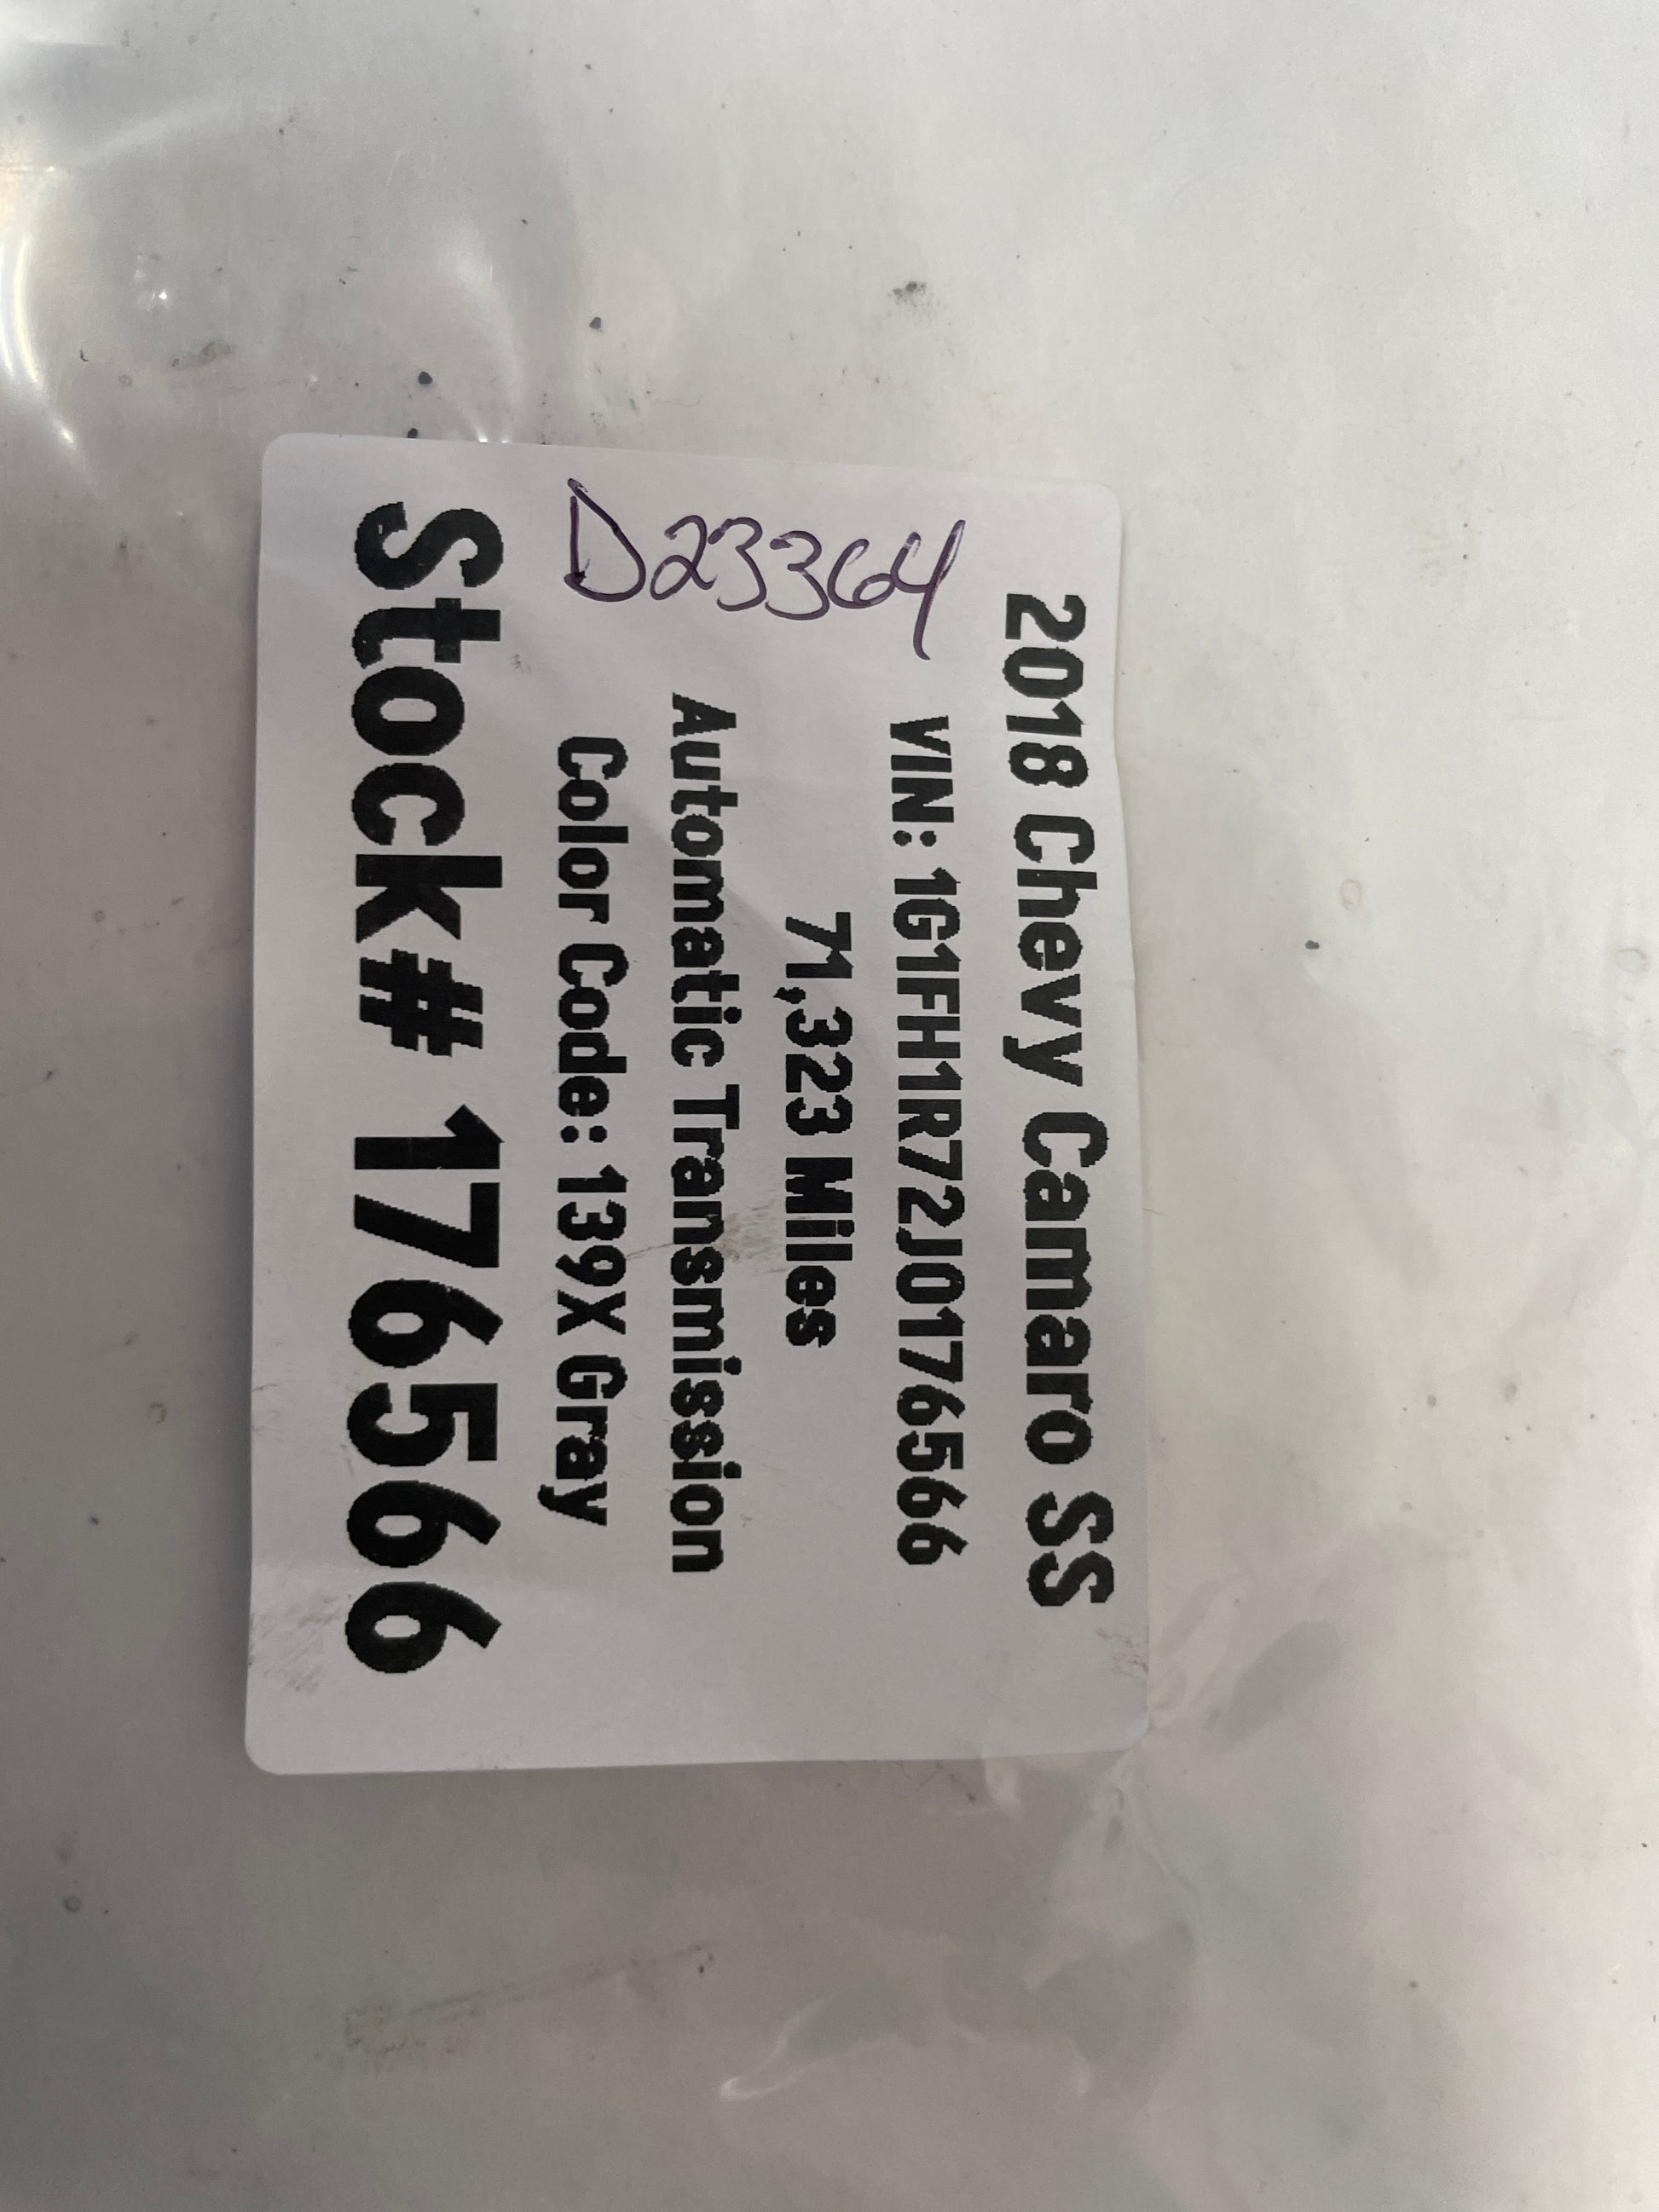 2018 Chevy Camaro SS
VIN: 1G1FH1R72J0176566
71,323 Miles
Automatic Transmission
Color Code: 139X Gray
D23364
Stock# 176566